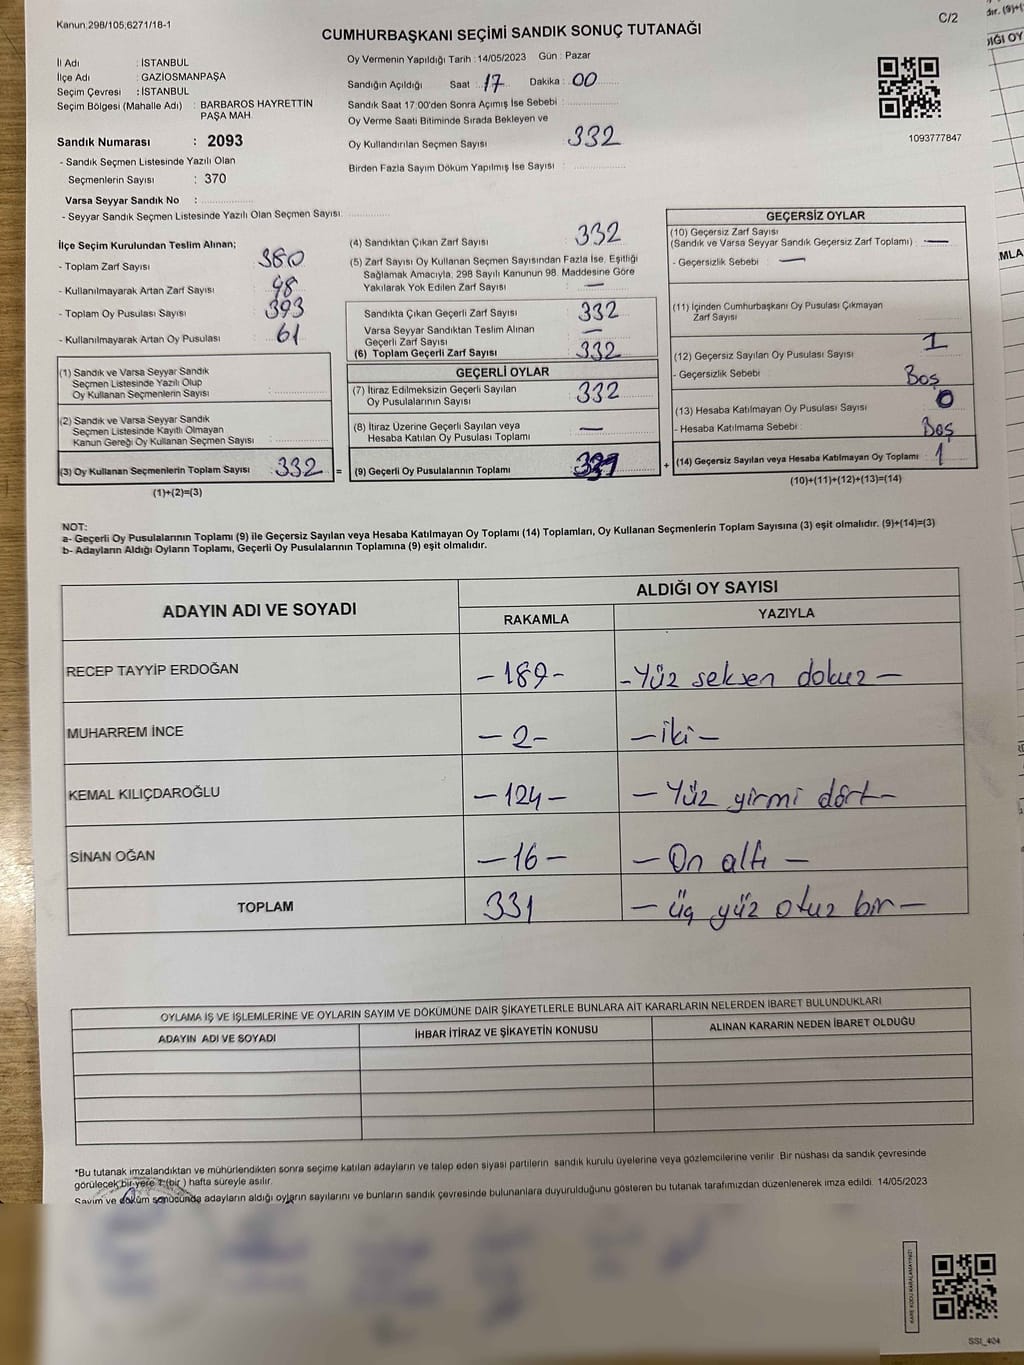 Kanun;298/105;6271/18-1
C/2
CUMHURBAŞKANI SEÇİMİ SANDIK SONUÇ TUTANAĞI
İl Adı : İSTANBUL
İlçe Adı : GAZİOSMANPAŞA
Seçim Çevresi : İSTANBUL
Seçim Bölgesi (Mahalle Adı) : BARBAROS HAYRETTİN
PAŞA MAH.
Sandık Numarası : 2093
- Sandık Seçmen Listesinde Yazılı Olan
Seçmenlerin Sayısı : 370
Varsa Seyyar Sandık No :
- Seyyar Sandık Seçmen Listesinde Yazılı Olan Seçmen Sayısı:
Oy Vermenin Yapıldığı Tarih : 14/05/2023 Gün : Pazar
Sandığın Açıldığı Saat : 17 Dakika : 00
Sandık Saat 17:00'den Sonra Açımış İse Sebebi :
Oy Verme Saati Bitiminde Sırada Bekleyen ve
Oy Kullandırılan Seçmen Sayısı 332
Birden Fazla Sayım Döküm Yapılmış İse Sayısı :
1093777847
İlçe Seçim Kurulundan Teslim Alınan;
- Toplam Zarf Sayısı 380
- Kullanılmayarak Artan Zarf Sayısı 48
- Toplam Oy Pusulası Sayısı 393
- Kullanılmayarak Artan Oy Pusulası 61
(1) Sandık ve Varsa Seyyar Sandık
Seçmen Listesinde Yazılı Olup
Oy Kullanan Seçmenlerin Sayısı :
(2) Sandık ve Varsa Seyyar Sandık
Seçmen Listesinde Kayıtlı Olmayan
Kanun Gereği Oy Kullanan Seçmen Sayısı :
(3) Oy Kullanan Seçmenlerin Toplam Sayısı : 332 =
(1)+(2)=(3)
(4) Sandıktan Çıkan Zarf Sayısı 332
(5) Zarf Sayısı Oy Kullanan Seçmen Sayısından Fazla İse, Eşitliği
Sağlamak Amacıyla, 298 Sayılı Kanunun 98. Maddesine Göre
Yakılarak Yok Edilen Zarf Sayısı : —
Sandıkta Çıkan Geçerli Zarf Sayısı : 332
Varsa Seyyar Sandıktan Teslim Alınan
Geçerli Zarf Sayısı : —
(6) Toplam Geçerli Zarf Sayısı : 332
GEÇERLİ OYLAR
(7) İtiraz Edilmeksizin Geçerli Sayılan
Oy Pusulalarının Sayısı : 332
(8) İtiraz Üzerine Geçerli Sayılan veya
Hesaba Katılan Oy Pusulası Toplamı : —
(9) Geçerli Oy Pusulalarının Toplamı : +
GEÇERSİZ OYLAR
(10) Geçersiz Zarf Sayısı
(Sandık ve Varsa Seyyar Sandık Geçersiz Zarf Toplamı) : —
- Geçersizlik Sebebi : —
(11) İçinden Cumhurbaşkanı Oy Pusulası Çıkmayan
Zarf Sayısı :
(12) Geçersiz Sayılan Oy Pusulası Sayısı : 1
- Geçersizlik Sebebi : Boş
(13) Hesaba Katılmayan Oy Pusulası Sayısı : 0
- Hesaba Katılmama Sebebi : Boş
(14) Geçersiz Sayılan veya Hesaba Katılmayan Oy Toplamı : 1
(10)+(11)+(12)+(13)=(14)
NOT:
a- Geçerli Oy Pusulalarının Toplamı (9) ile Geçersiz Sayılan veya Hesaba Katılmayan Oy Toplamı (14) Toplamları, Oy Kullanan Seçmenlerin Toplam Sayısına (3) eşit olmalıdır. (9)+(14)=(3)
b- Adayların Aldığı Oyların Toplamı, Geçerli Oy Pusulalarının Toplamına (9) eşit olmalıdır.
ADAYIN ADI VE SOYADI
ALDIĞI OY SAYISI
RAKAMLA YAZIYLA
RECEP TAYYİP ERDOĞAN —189— —Yüz seksen dokuz—
MUHARREM İNCE —2— —iki—
KEMAL KILIÇDAROĞLU —124— —Yüz yirmi dört—
SİNAN OĞAN —16— —On altı—
TOPLAM 331 —üç yüz otuz bir—
OYLAMA İŞ VE İŞLEMLERİNE VE OYLARIN SAYIM VE DÖKÜMÜNE DAİR ŞİKAYETLERLE BUNLARA AİT KARARLARIN NELERDEN İBARET BULUNDUKLARI
ADAYIN ADI VE SOYADI İHBAR İTİRAZ VE ŞİKAYETİN KONUSU ALINAN KARARIN NEDEN İBARET OLDUĞU
*Bu tutanak imzalandıktan ve mühürlendikten sonra seçime katılan adayların ve talep eden siyasi partilerin sandık kurulu üyelerine veya gözlemcilerine verilir. Bir nüshası da sandık çevresinde
görülecek bir yere 1 (bir ) hafta süreyle asılır.
Sayım ve döküm sonucunda adayların aldığı oyların sayılarını ve bunların sandık çevresinde bulunanlara duyurulduğunu gösteren bu tutanak tarafımızdan düzenlenerek imza edildi. 14/05/2023
KARE KODU KARALAMAYINIZ!
SSI_404